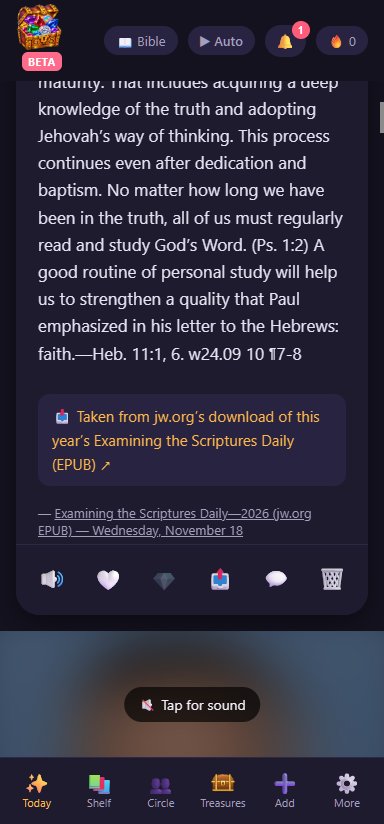 BETA
Bible
Auto
1
0
maturity. That includes acquiring a deep
knowledge of the truth and adopting
Jehovah’s way of thinking. This process
continues even after dedication and
baptism. No matter how long we have
been in the truth, all of us must regularly
read and study God’s Word. (Ps. 1:2) A
good routine of personal study will help
us to strengthen a quality that Paul
emphasized in his letter to the Hebrews:
faith.—Heb. 11:1, 6. w24.09 10 ¶7-8
Taken from jw.org’s download of this
year’s Examining the Scriptures Daily
(EPUB) ↗
— Examining the Scriptures Daily—2026 (jw.org
EPUB) — Wednesday, November 18
Tap for sound
Today
Shelf
Circle
Treasures
Add
More